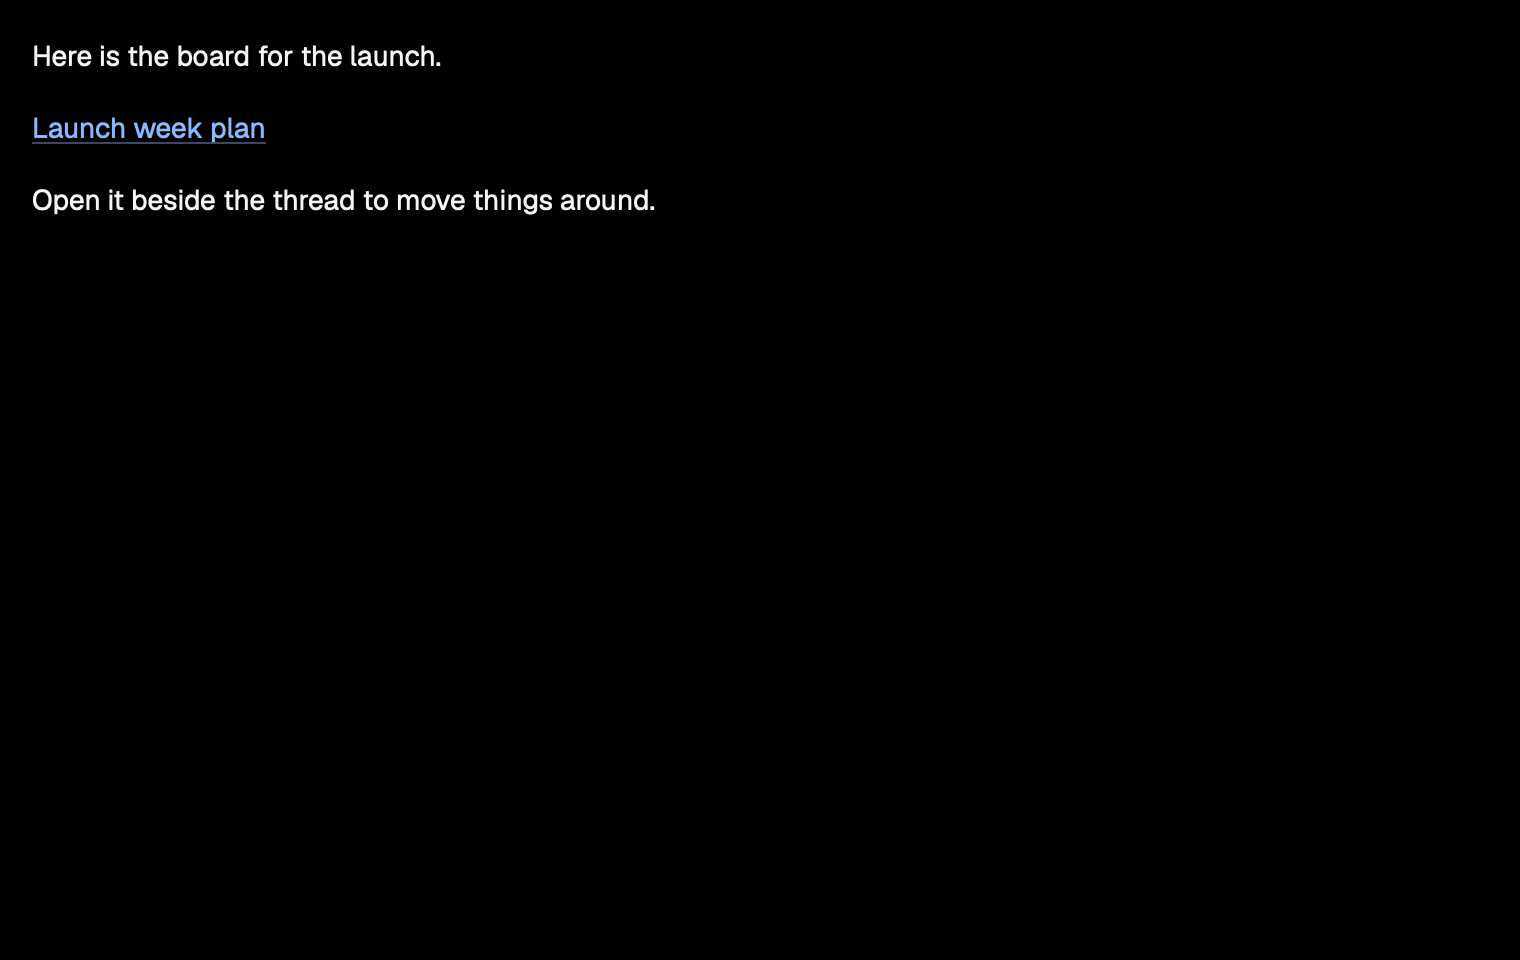 Here is the board for the launch.
Launch week plan
Open it beside the thread to move things around.